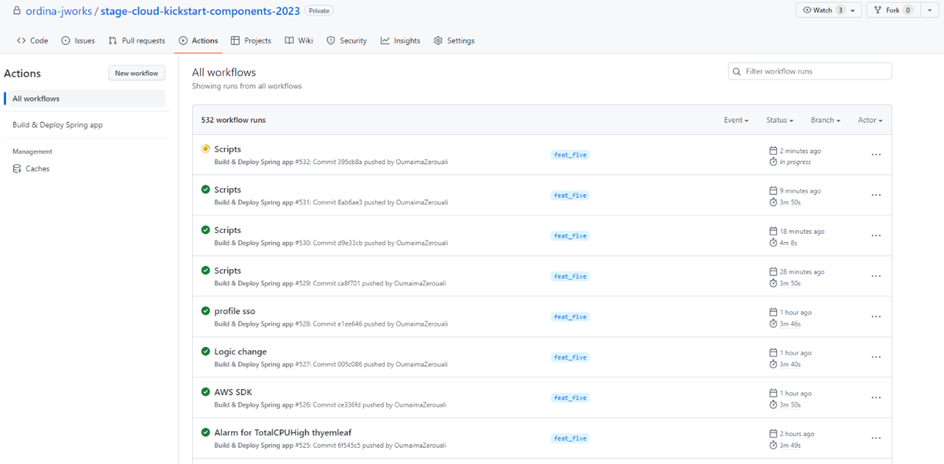 ordina-jworks / stage-cloud-kickstart-components-2023 Private
Watch 3 Fork 0
Code Issues Pull requests Actions Projects Wiki Security Insights Settings
Actions
New workflow
All workflows
Build & Deploy Spring app
Management
Caches
All workflows
Showing runs from all workflows
Filter workflow runs
532 workflow runs Event Status Branch Actor
Scripts
Build & Deploy Spring app #532: Commit 395cb8a pushed by OumaimaZerouali
feat_five
2 minutes ago
In progress
Scripts
Build & Deploy Spring app #531: Commit 8ab6ae3 pushed by OumaimaZerouali
feat_five
9 minutes ago
3m 50s
Scripts
Build & Deploy Spring app #530: Commit d9e33cb pushed by OumaimaZerouali
feat_five
18 minutes ago
4m 8s
Scripts
Build & Deploy Spring app #529: Commit ca8f701 pushed by OumaimaZerouali
feat_five
28 minutes ago
3m 50s
profile sso
Build & Deploy Spring app #528: Commit e1ee646 pushed by OumaimaZerouali
feat_five
1 hour ago
3m 46s
Logic change
Build & Deploy Spring app #527: Commit 005c086 pushed by OumaimaZerouali
feat_five
1 hour ago
3m 40s
AWS SDK
Build & Deploy Spring app #526: Commit ce336fd pushed by OumaimaZerouali
feat_five
1 hour ago
3m 50s
Alarm for TotalCPUHigh thyemleaf
Build & Deploy Spring app #525: Commit 6f545c5 pushed by OumaimaZerouali
feat_five
2 hours ago
3m 49s